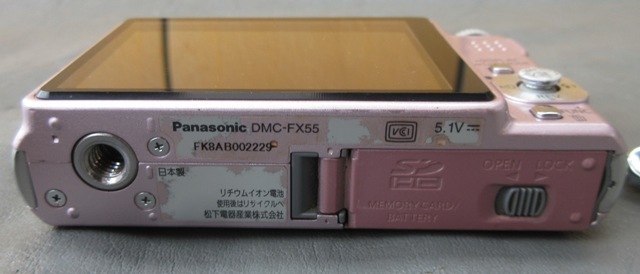 Panasonic DMC-FX55
VCI 5.1V
FK8AB002229
日本製
リチウムイオン電池
使用後はリサイクルへ
松下電器産業株式会社
SD
HD
OPEN LOCK
MEMORY CARD/
BATTERY